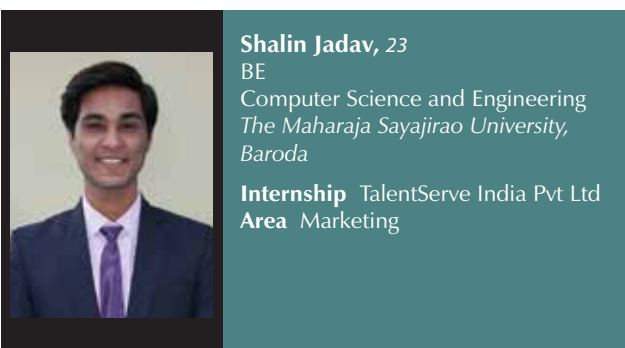 Shalin Jadav, 23
BE
Computer Science and Engineering
The Maharaja Sayajirao University,
Baroda
Internship TalentServe India Pvt Ltd
Area Marketing